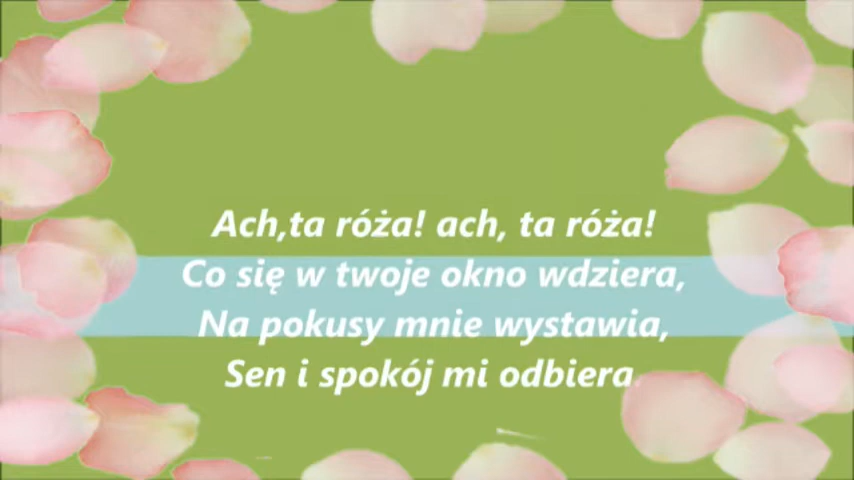 Ach,ta róża! ach, ta róża!
Co się w twoje okno wdziera,
Na pokusy mnie wystawia,
Sen i spokój mi odbiera